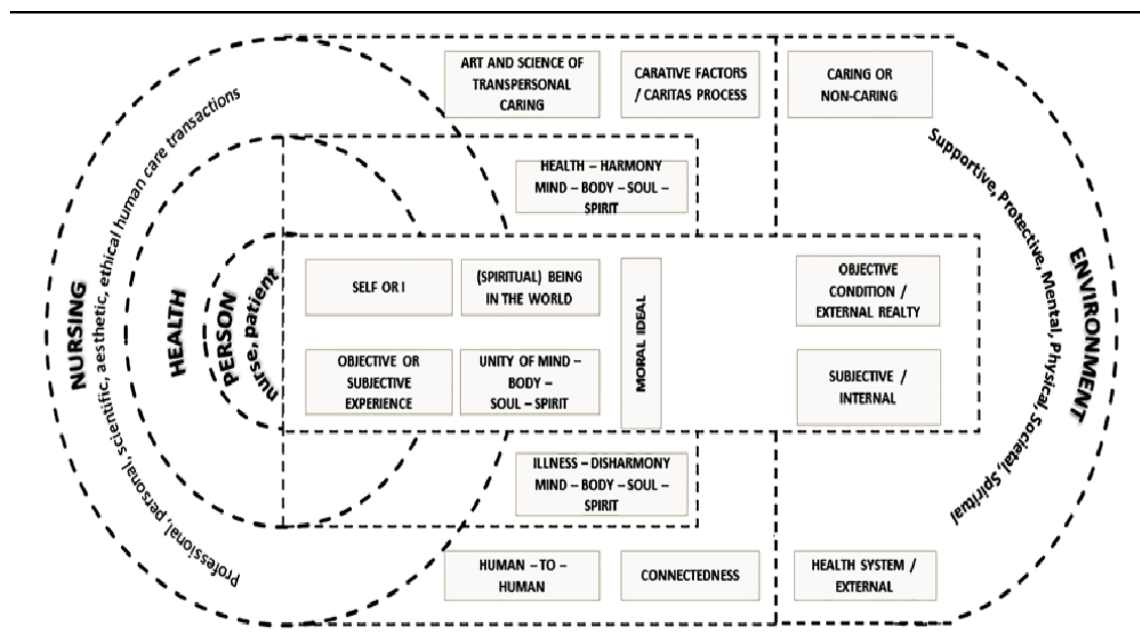 ART AND SCIENCE OF
TRANSPERSONAL
CARING
CARATIVE FACTORS
/ CARITAS PROCESS
CARING OR
NON-CARING
HEALTH – HARMONY
MIND – BODY – SOUL –
SPIRIT
NURSING
Professional, personal, scientific, aesthetic, ethical human care transactions
HEALTH
PERSON
nurse, patient
SELF OR I
(SPIRITUAL) BEING
IN THE WORLD
OBJECTIVE OR
SUBJECTIVE
EXPERIENCE
UNITY OF MIND –
BODY –
SOUL – SPIRIT
MORAL IDEAL
OBJECTIVE
CONDITION /
EXTERNAL REALTY
SUBJECTIVE /
INTERNAL
Supportive, Protective, Mental, Physical, Societal, Spiritual
ENVIRONMENT
ILLNESS – DISHARMONY
MIND – BODY – SOUL –
SPIRIT
HUMAN – TO –
HUMAN
CONNECTEDNESS
HEALTH SYSTEM /
EXTERNAL